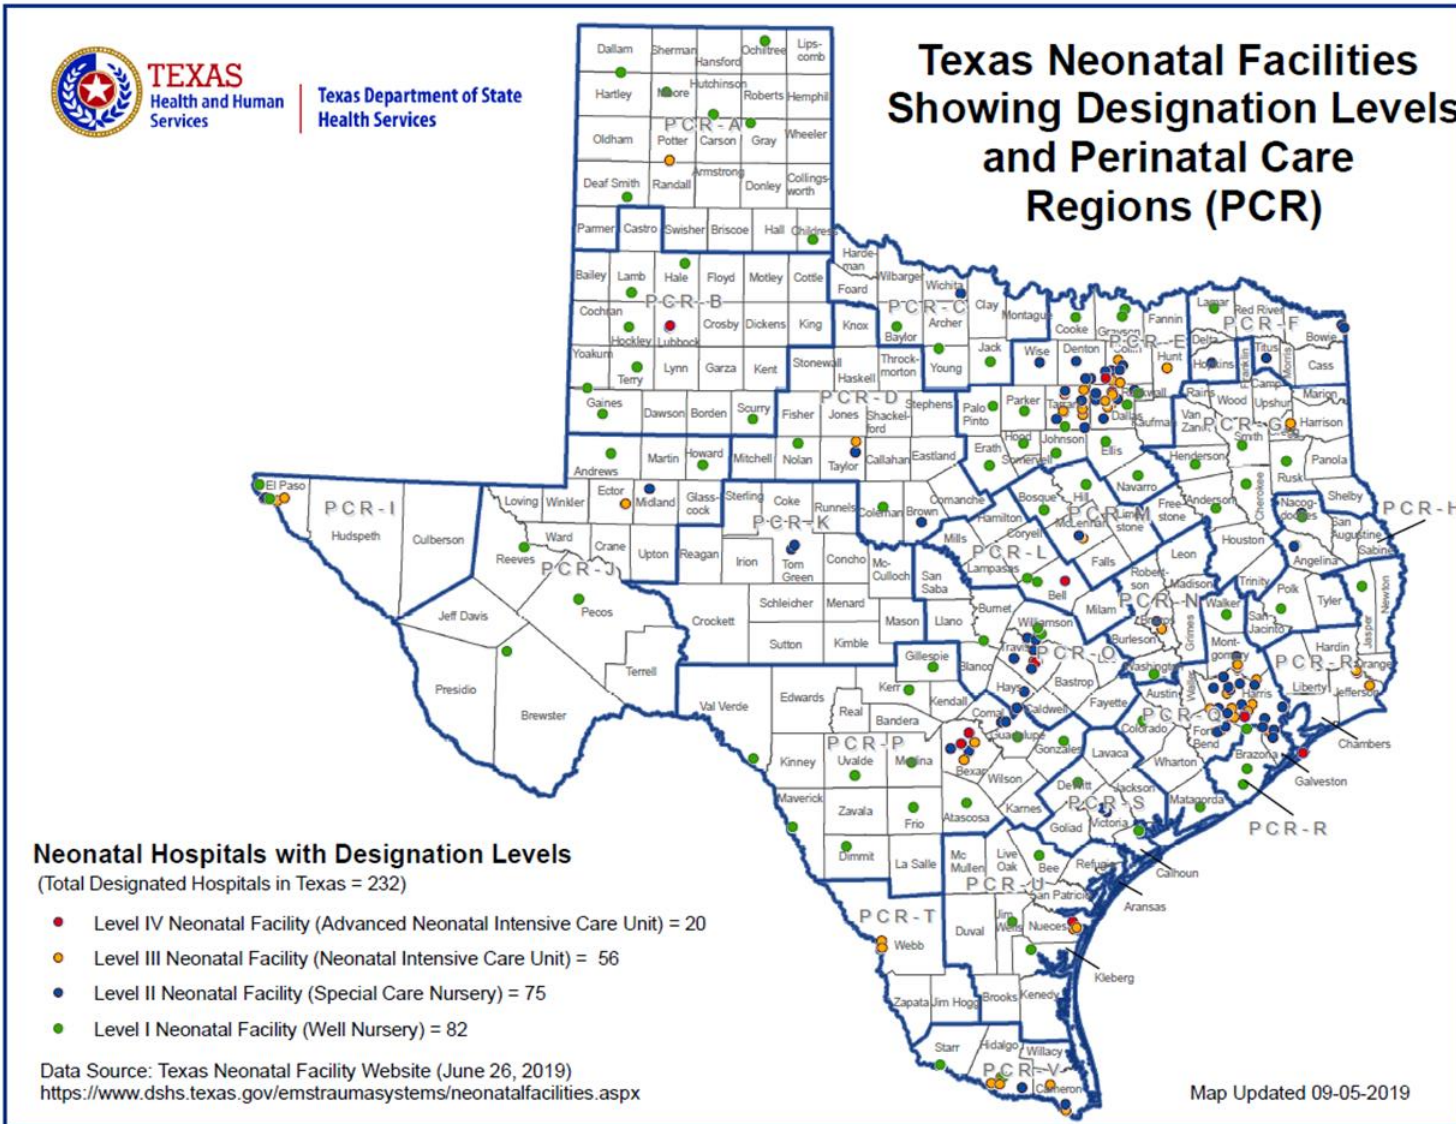 TEXAS
Health and Human
Services
Texas Department of State
Health Services
Texas Neonatal Facilities
Showing Designation Levels
and Perinatal Care
Regions (PCR)
Dallam
Sherman
Hansford
Ochiltree
Lips-
comb
Hartley
Moore
Hutchinson
Roberts
Hemphill
PCR-A
Oldham
Potter
Carson
Gray
Wheeler
Deaf Smith
Randall
Armstrong
Donley
Collings-
worth
Parmer
Castro
Swisher
Briscoe
Hall
Childress
Bailey
Lamb
Hale
Floyd
Motley
Cottle
Harde-
man
Foard
Wilbarger
Wichita
Clay
Montague
PCR-B
PCR-C
Cochran
Hockley
Lubbock
Crosby
Dickens
King
Knox
Baylor
Archer
Cooke
Grayson
Fannin
Lamar
Red River
PCR-F
Bowie
PCR-E
Delta
Yoakum
Terry
Lynn
Garza
Kent
Stonewall
Haskell
Throck-
morton
Young
Jack
Wise
Denton
Collin
Hunt
Hopkins
Franklin
Titus
Morris
Cass
Camp
Gaines
Dawson
Borden
Scurry
Fisher
PCR-D
Jones
Shackel-
ford
Stephens
Palo
Pinto
Parker
Tarrant
Dallas
Rockwall
Kaufman
Rains
Wood
Upshur
Marion
Van
Zandt
PCR-G
Smith
Gregg
Harrison
Andrews
Martin
Howard
Mitchell
Nolan
Taylor
Callahan
Eastland
Erath
Hood
Somervell
Johnson
Ellis
Henderson
Rusk
Panola
El Paso
PCR-I
Hudspeth
Culberson
Loving
Winkler
Ector
Midland
Glass-
cock
Sterling
Coke
Runnels
Coleman
Brown
Comanche
Hamilton
Bosque
Hill
Navarro
Anderson
Cherokee
Nacog-
doches
Shelby
PCR-H
PCR-K
PCR-M
McLennan
Lime-
stone
Free-
stone
San
Augustine
Sabine
Reeves
Ward
Crane
Upton
Reagan
Irion
Tom
Green
Concho
Mc-
Culloch
San
Saba
Mills
Coryell
PCR-L
Lampasas
Falls
Leon
Houston
Angelina
PCR-J
Jeff Davis
Pecos
Crockett
Schleicher
Menard
Mason
Llano
Burnet
Bell
Milam
Robert-
son
Madison
PCR-N
Brazos
Grimes
Walker
Trinity
Polk
San
Jacinto
Tyler
Jasper
Newton
Sutton
Kimble
Gillespie
Blanco
Williamson
Travis
PCR-O
Bastrop
Burleson
Washington
Mont-
gomery
Hardin
PCR-R
Orange
Liberty
Jefferson
Presidio
Brewster
Terrell
Val Verde
Edwards
Real
Kerr
Bandera
Kendall
Hays
Comal
Caldwell
Fayette
Austin
Waller
Harris
PCR-Q
Colorado
Fort
Bend
Chambers
Kinney
PCR-P
Uvalde
Medina
Bexar
Guadalupe
Gonzales
Lavaca
Wharton
Brazoria
Galveston
Wilson
Maverick
Zavala
Frio
Atascosa
Karnes
DeWitt
Jackson
PCR-S
Matagorda
PCR-R
Goliad
Victoria
Dimmit
La Salle
Mc
Mullen
Live
Oak
Bee
Refugio
Calhoun
PCR-U
San Patricio
Aransas
PCR-T
Webb
Duval
Jim
Wells
Nueces
Kleberg
Zapata
Jim Hogg
Brooks
Kenedy
Starr
Hidalgo
Willacy
PCR-V
Cameron
Neonatal Hospitals with Designation Levels
(Total Designated Hospitals in Texas = 232)
Level IV Neonatal Facility (Advanced Neonatal Intensive Care Unit) = 20
Level III Neonatal Facility (Neonatal Intensive Care Unit) = 56
Level II Neonatal Facility (Special Care Nursery) = 75
Level I Neonatal Facility (Well Nursery) = 82
Data Source: Texas Neonatal Facility Website (June 26, 2019)
https://www.dshs.texas.gov/emstraumasystems/neonatalfacilities.aspx
Map Updated 09-05-2019